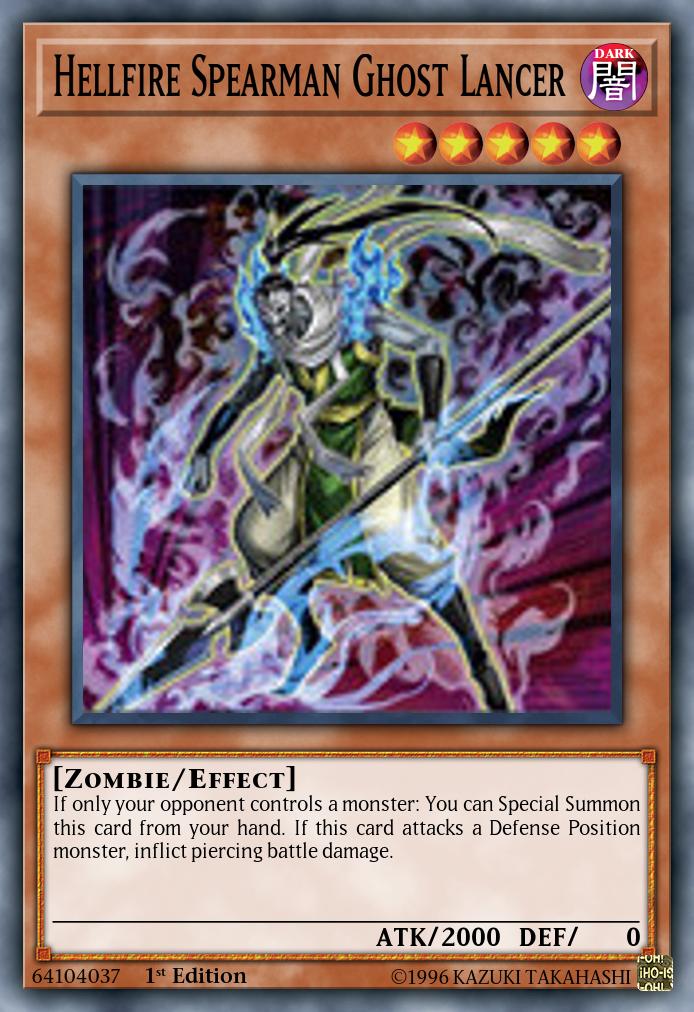 Hellfire Spearman Ghost Lancer
DARK
闇
[Zombie/Effect]
If only your opponent controls a monster: You can Special Summon
this card from your hand. If this card attacks a Defense Position
monster, inflict piercing battle damage.
ATK/2000 DEF/ 0
64104037 1st Edition ©1996 KAZUKI TAKAHASHI